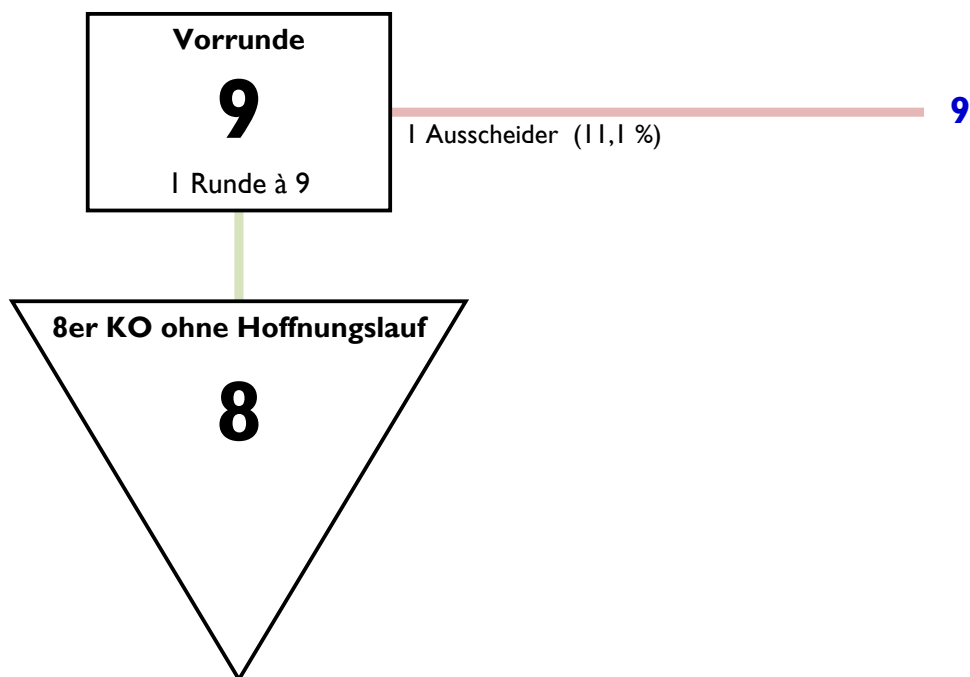 Vorrunde
9
1 Runde à 9
1 Ausscheider (11,1 %)
9
8er KO ohne Hoffnungslauf
8